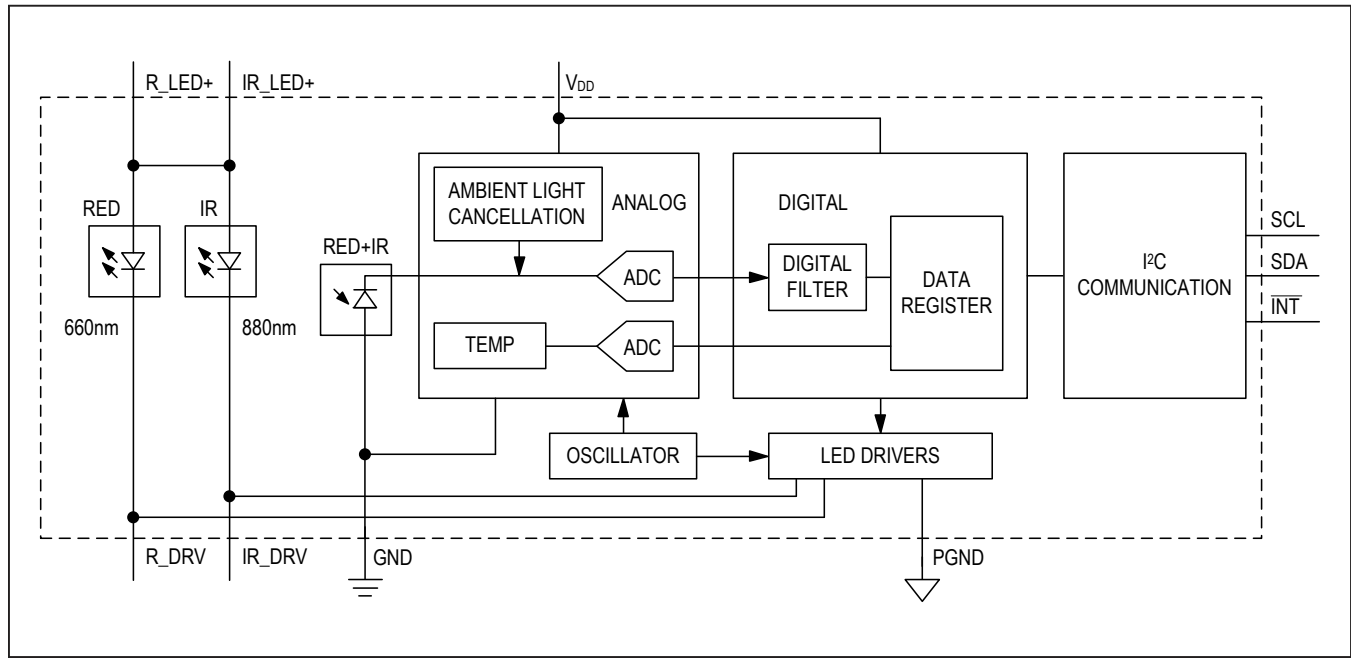 R_LED+
IR_LED+
VDD
AMBIENT LIGHT
CANCELLATION
ANALOG
DIGITAL
RED
IR
RED+IR
ADC
DIGITAL
FILTER
DATA
REGISTER
I²C
COMMUNICATION
SCL
SDA
INT
660nm
880nm
TEMP
ADC
OSCILLATOR
LED DRIVERS
R_DRV
IR_DRV
GND
PGND